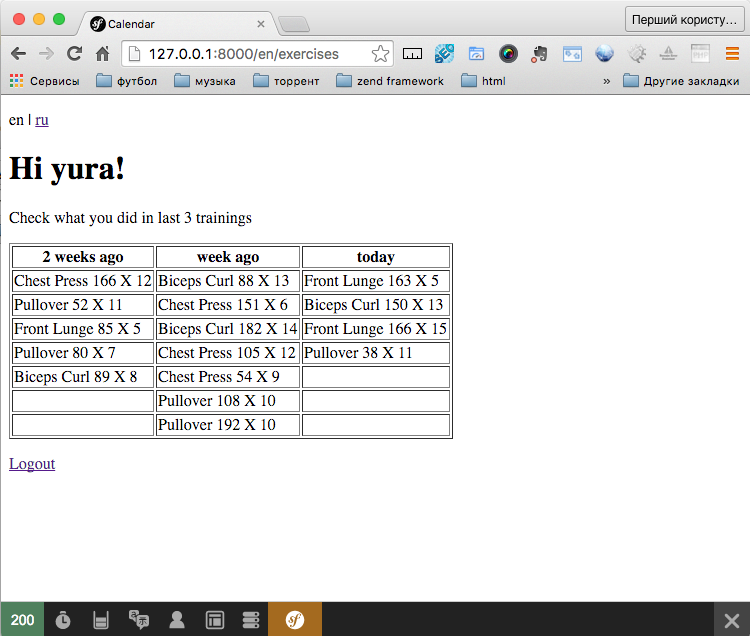 Calendar
Перший користу...
127.0.0.1:8000/en/exercises
Сервисы футбол музыка торрент zend framework html » Другие закладки
en | ru
Hi yura!
Check what you did in last 3 trainings
2 weeks ago week ago today
Chest Press 166 X 12 Biceps Curl 88 X 13 Front Lunge 163 X 5
Pullover 52 X 11 Chest Press 151 X 6 Biceps Curl 150 X 13
Front Lunge 85 X 5 Biceps Curl 182 X 14 Front Lunge 166 X 15
Pullover 80 X 7 Chest Press 105 X 12 Pullover 38 X 11
Biceps Curl 89 X 8 Chest Press 54 X 9
Pullover 108 X 10
Pullover 192 X 10
Logout
200